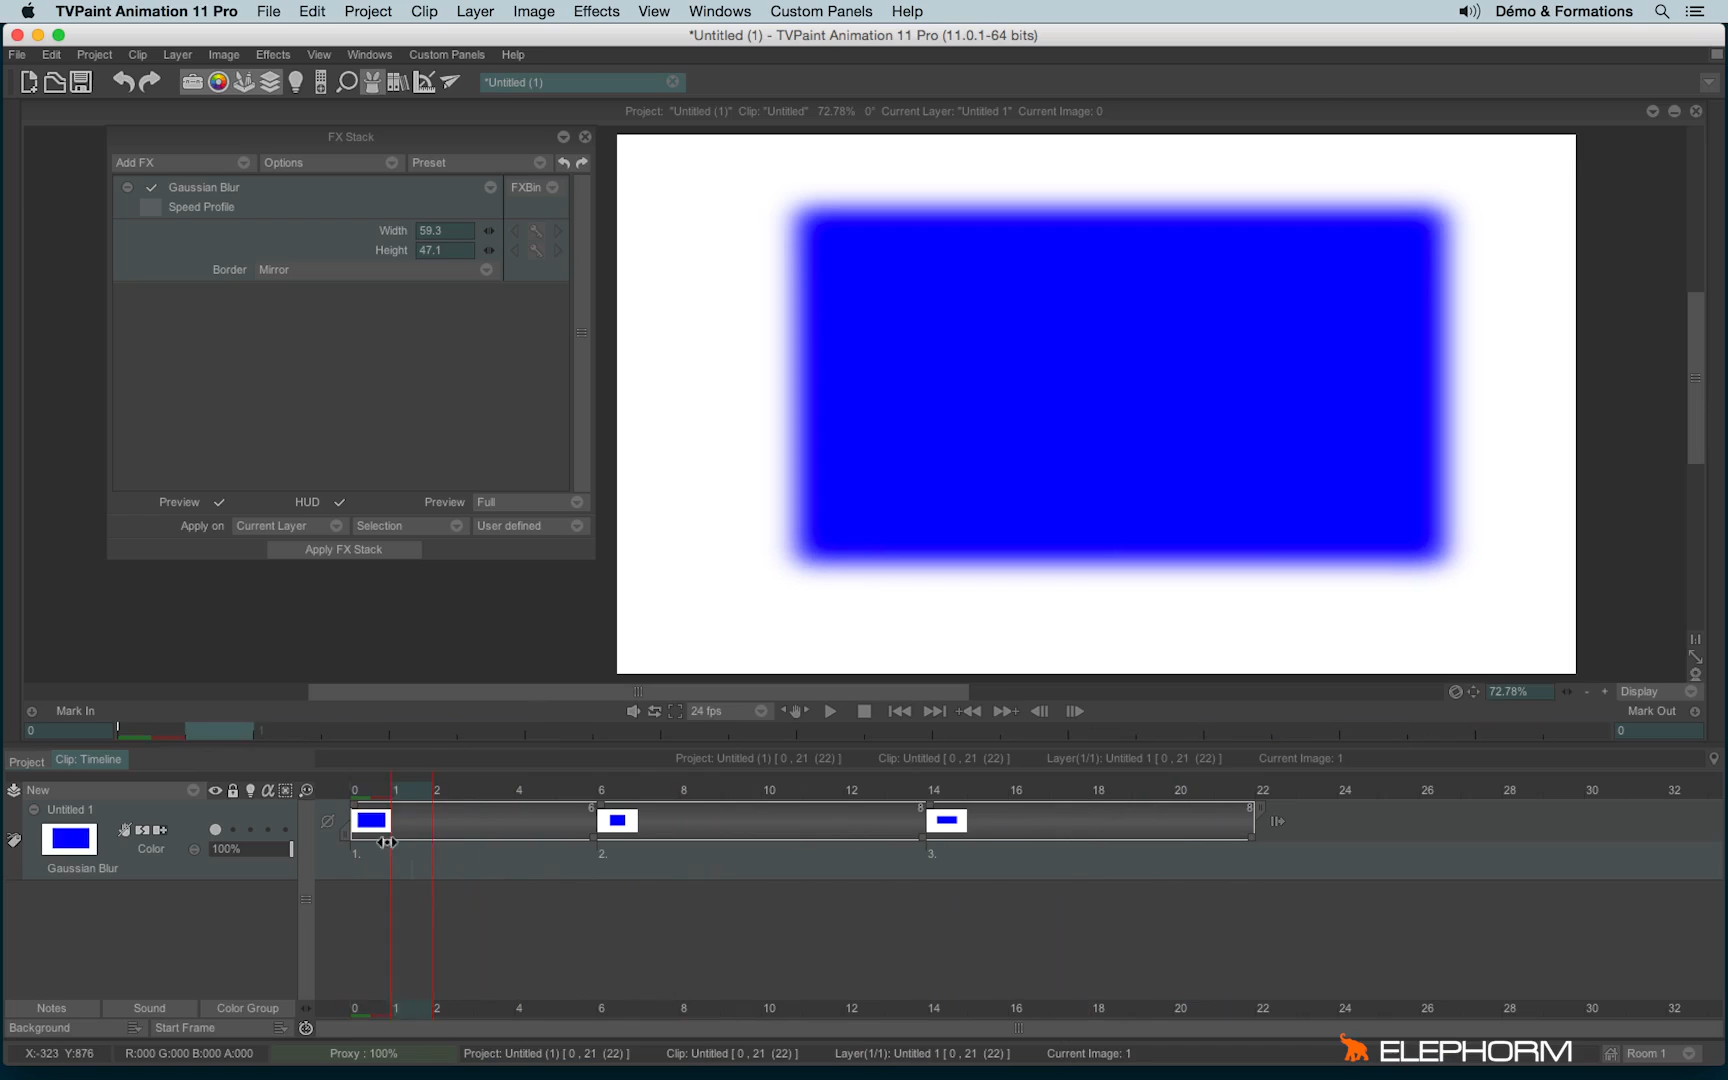 TVPaint Animation 11 Pro File Edit Project Clip Layer Image Effects View Windows Custom Panels Help Démo & Formations
*Untitled (1) - TVPaint Animation 11 Pro (11.0.1-64 bits)
File Edit Project Clip Layer Image Effects View Windows Custom Panels Help
*Untitled (1)
Project: "Untitled (1)" Clip: "Untitled" 72.78% 0° Current Layer: "Untitled 1" Current Image: 0
FX Stack
Add FX Options Preset
Gaussian Blur FXBin
Speed Profile
Width 59.3
Height 47.1
Border Mirror
Preview HUD Preview Full
Apply on Current Layer Selection User defined
Apply FX Stack
72.78% - + Display
Mark In 24 fps Mark Out
0 1 0
Project Clip: Timeline Project: Untitled (1) [ 0 , 21 (22) ] Clip: Untitled [ 0 , 21 (22) ] Layer(1/1): Untitled 1 [ 0 , 21 (22) ] Current Image: 1
New 0 1 2 4 6 8 10 12 14 16 18 20 22 24 26 28 30 32
Untitled 1 6 8 8
Color 100% 1. 2. 3.
Gaussian Blur
Notes Sound Color Group 0 1 2 4 6 8 10 12 14 16 18 20 22 24 26 28 30 32
Background Start Frame
X:-323 Y:876 R:000 G:000 B:000 A:000 Proxy : 100% Project: Untitled (1) [ 0 , 21 (22) ] Clip: Untitled [ 0 , 21 (22) ] Layer(1/1): Untitled 1 [ 0 , 21 (22) ] Current Image: 1 ELEPHORM Room 1